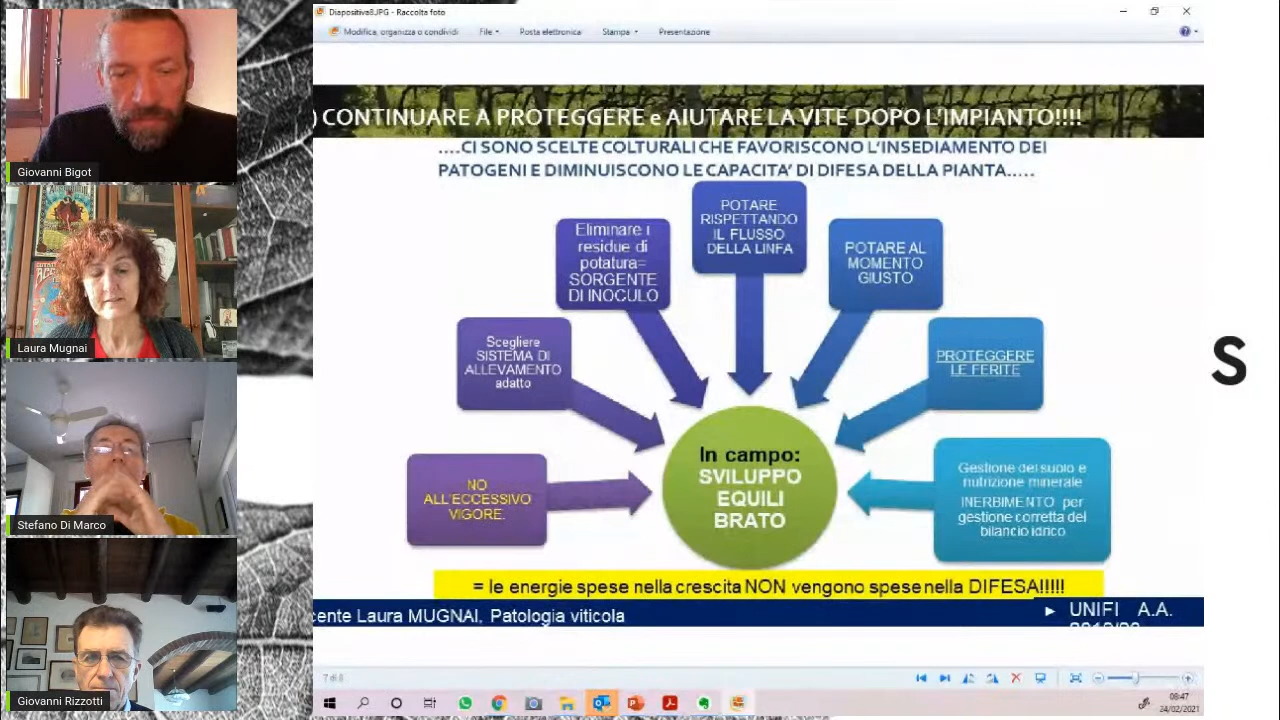 Diapositiva8.JPG - Raccolta foto
Modifica, organizza o condividi File Posta elettronica Stampa Presentazione
) CONTINUARE A PROTEGGERE e AIUTARE LA VITE DOPO L'IMPIANTO!!!!
....CI SONO SCELTE COLTURALI CHE FAVORISCONO L'INSEDIAMENTO DEI
PATOGENI E DIMINUISCONO LE CAPACITA' DI DIFESA DELLA PIANTA.....
NO
ALL'ECCESSIVO
VIGORE.
Scegliere
SISTEMA DI
ALLEVAMENTO
adatto
Eliminare i
residue di
potatura=
SORGENTE
DI INOCULO
POTARE
RISPETTANDO
IL FLUSSO
DELLA LINFA
POTARE AL
MOMENTO
GIUSTO
PROTEGGERE
LE FERITE
Gestione del suolo e
nutrizione minerale
INERBIMENTO per
gestione corretta del
bilancio idrico
In campo:
SVILUPPO
EQUILI
BRATO
= le energie spese nella crescita NON vengono spese nella DIFESA!!!!!
cente Laura MUGNAI, Patologia viticola
UNIFI A.A.
7 di 8
08:47
24/02/2021
Giovanni Bigot
Laura Mugnai
Stefano Di Marco
Giovanni Rizzotti
S